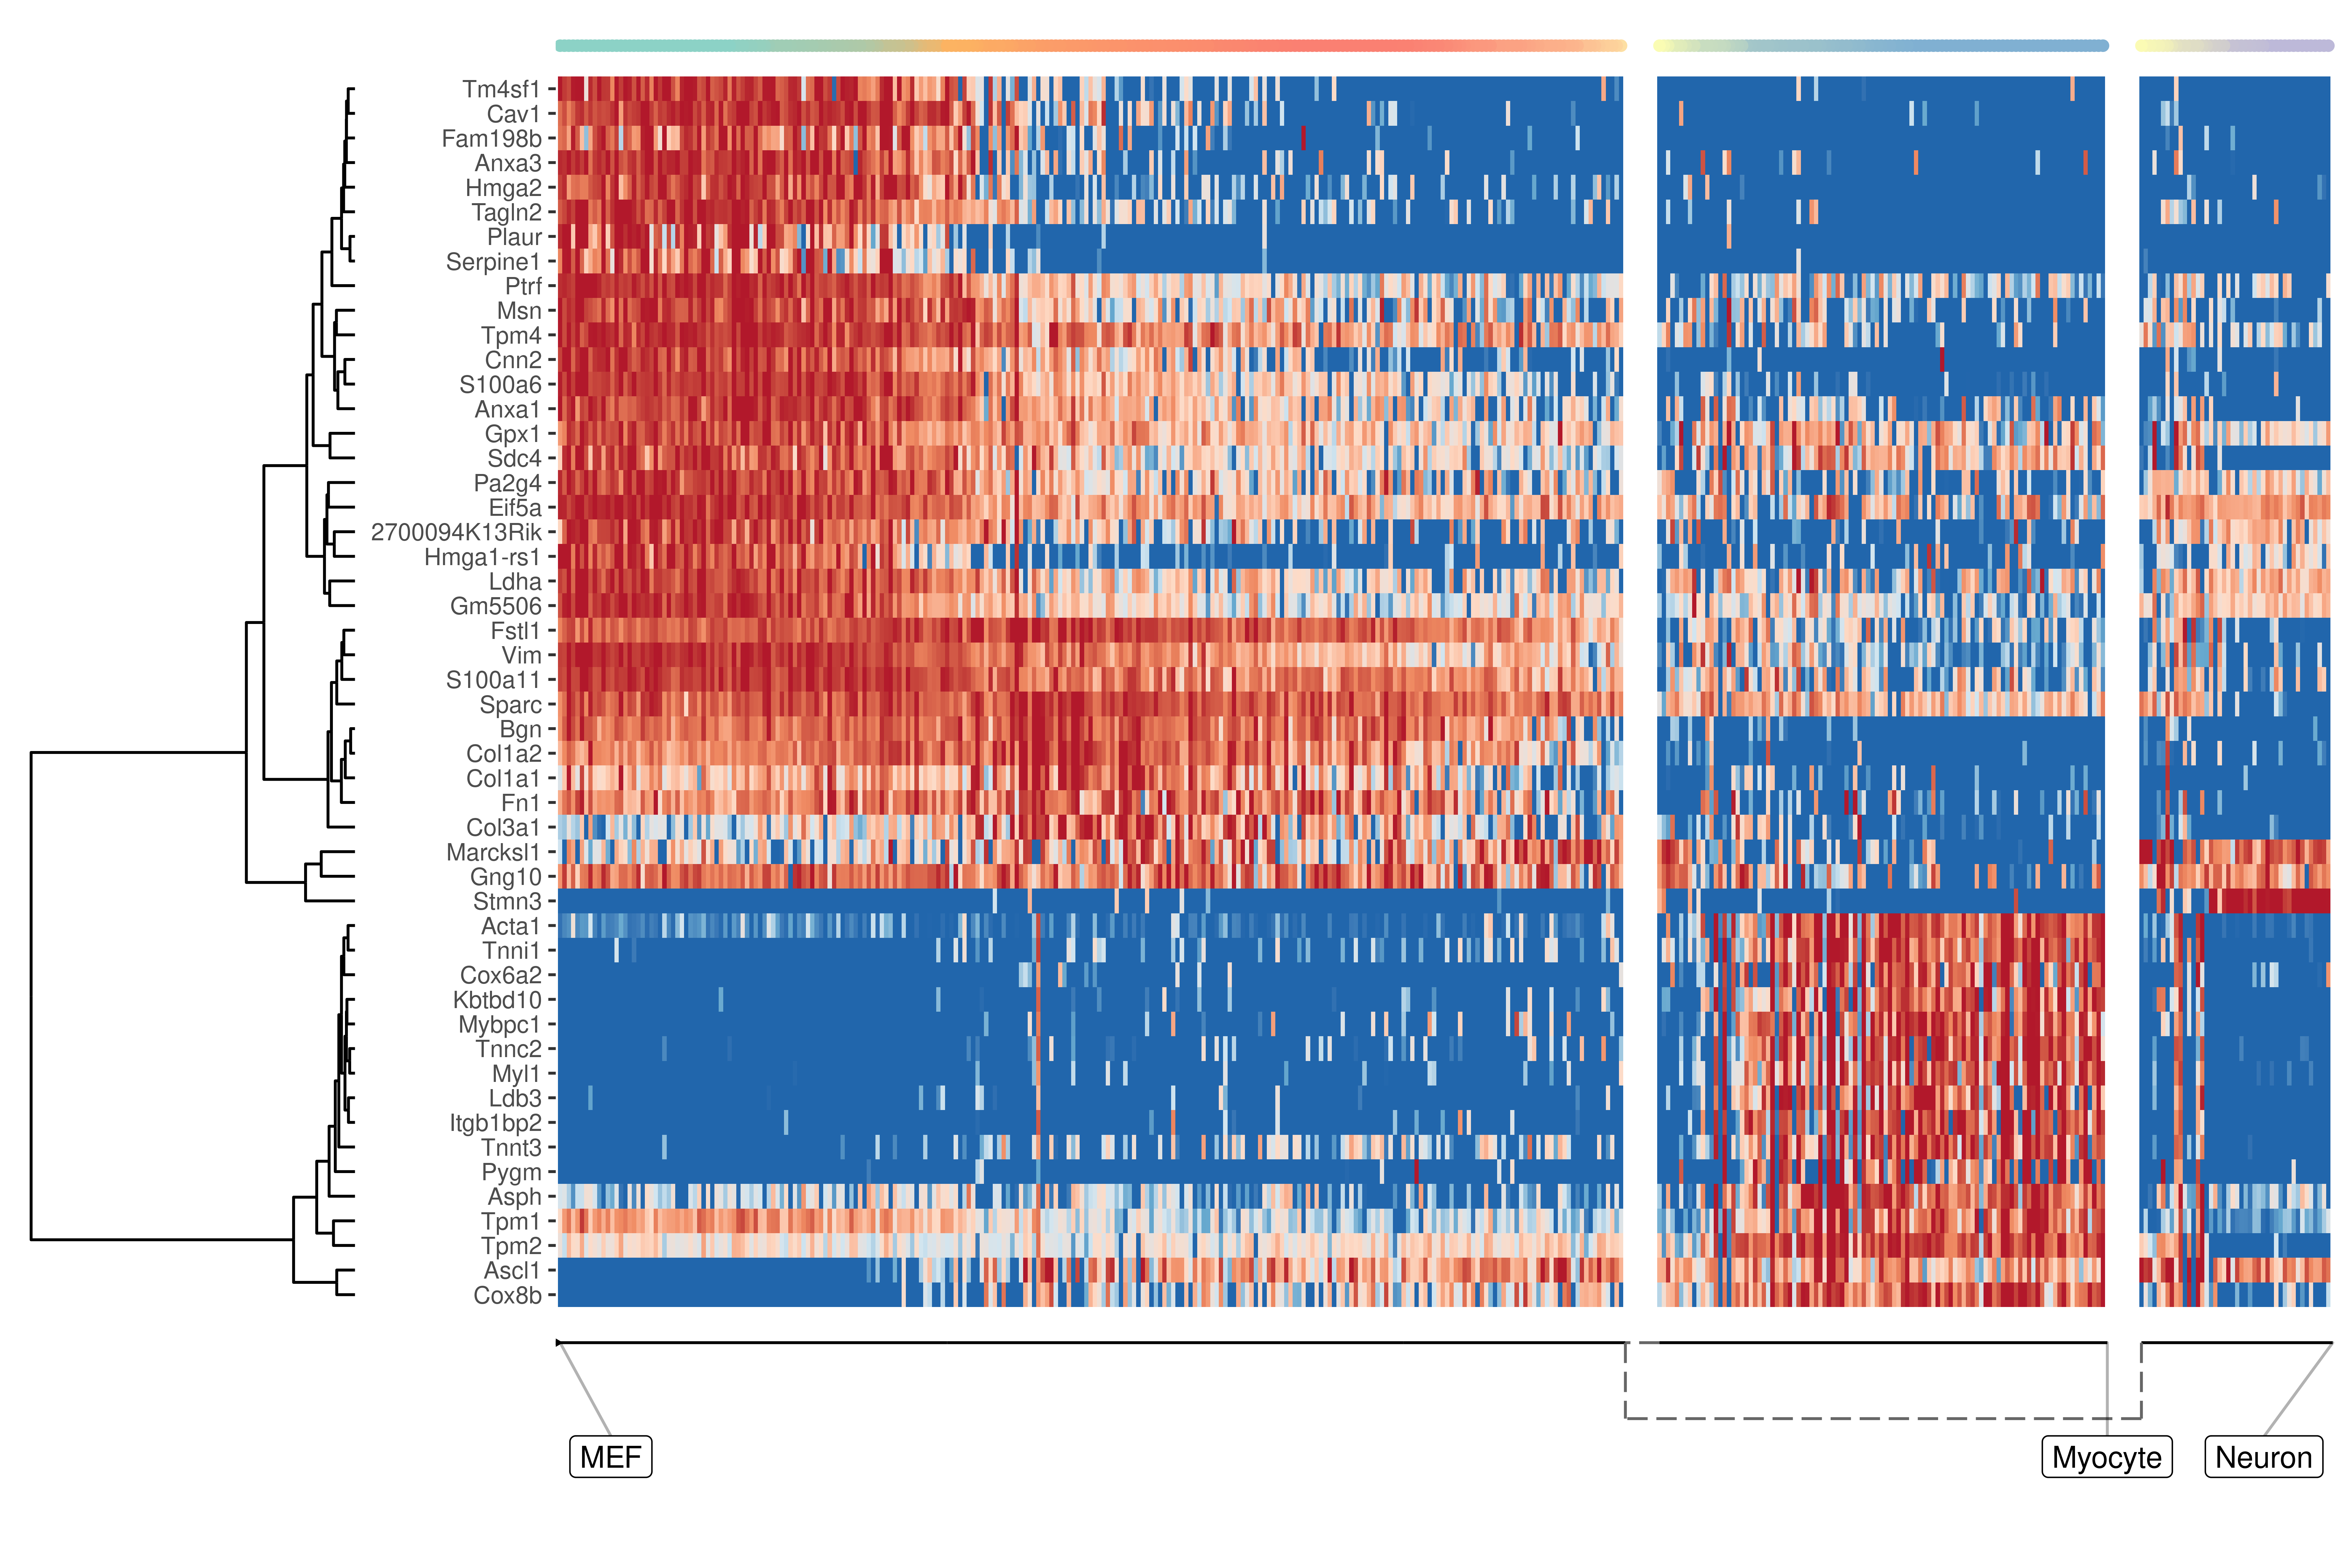 Tm4sf1
Cav1
Fam198b
Anxa3
Hmga2
Tagln2
Plaur
Serpine1
Ptrf
Msn
Tpm4
Cnn2
S100a6
Anxa1
Gpx1
Sdc4
Pa2g4
Eif5a
2700094K13Rik
Hmga1-rs1
Ldha
Gm5506
Fstl1
Vim
S100a11
Sparc
Bgn
Col1a2
Col1a1
Fn1
Col3a1
Marcksl1
Gng10
Stmn3
Acta1
Tnni1
Cox6a2
Kbtbd10
Mybpc1
Tnnc2
Myl1
Ldb3
Itgb1bp2
Tnnt3
Pygm
Asph
Tpm1
Tpm2
Ascl1
Cox8b
MEF
Myocyte
Neuron